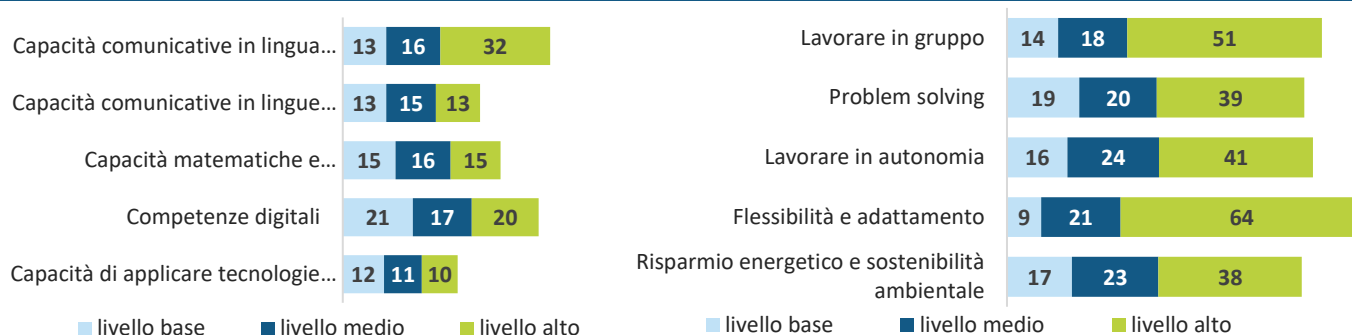 Capacità comunicative in lingua... 13 16 32
Capacità comunicative in lingue... 13 15 13
Capacità matematiche e... 15 16 15
Competenze digitali 21 17 20
Capacità di applicare tecnologie... 12 11 10
livello base livello medio livello alto
Lavorare in gruppo 14 18 51
Problem solving 19 20 39
Lavorare in autonomia 16 24 41
Flessibilità e adattamento 9 21 64
Risparmio energetico e sostenibilità
ambientale 17 23 38
livello base livello medio livello alto